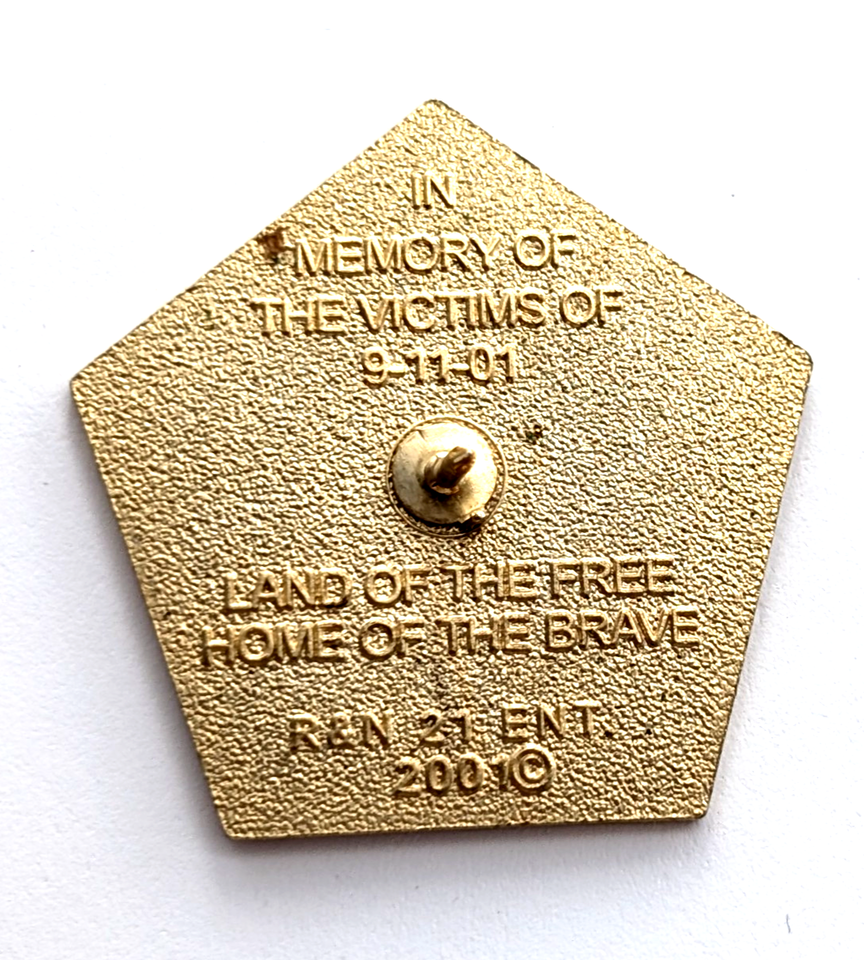 IN
MEMORY OF
THE VICTIMS OF
9-11-01
LAND OF THE FREE
HOME OF THE BRAVE
R&N 21 ENT.
2001©